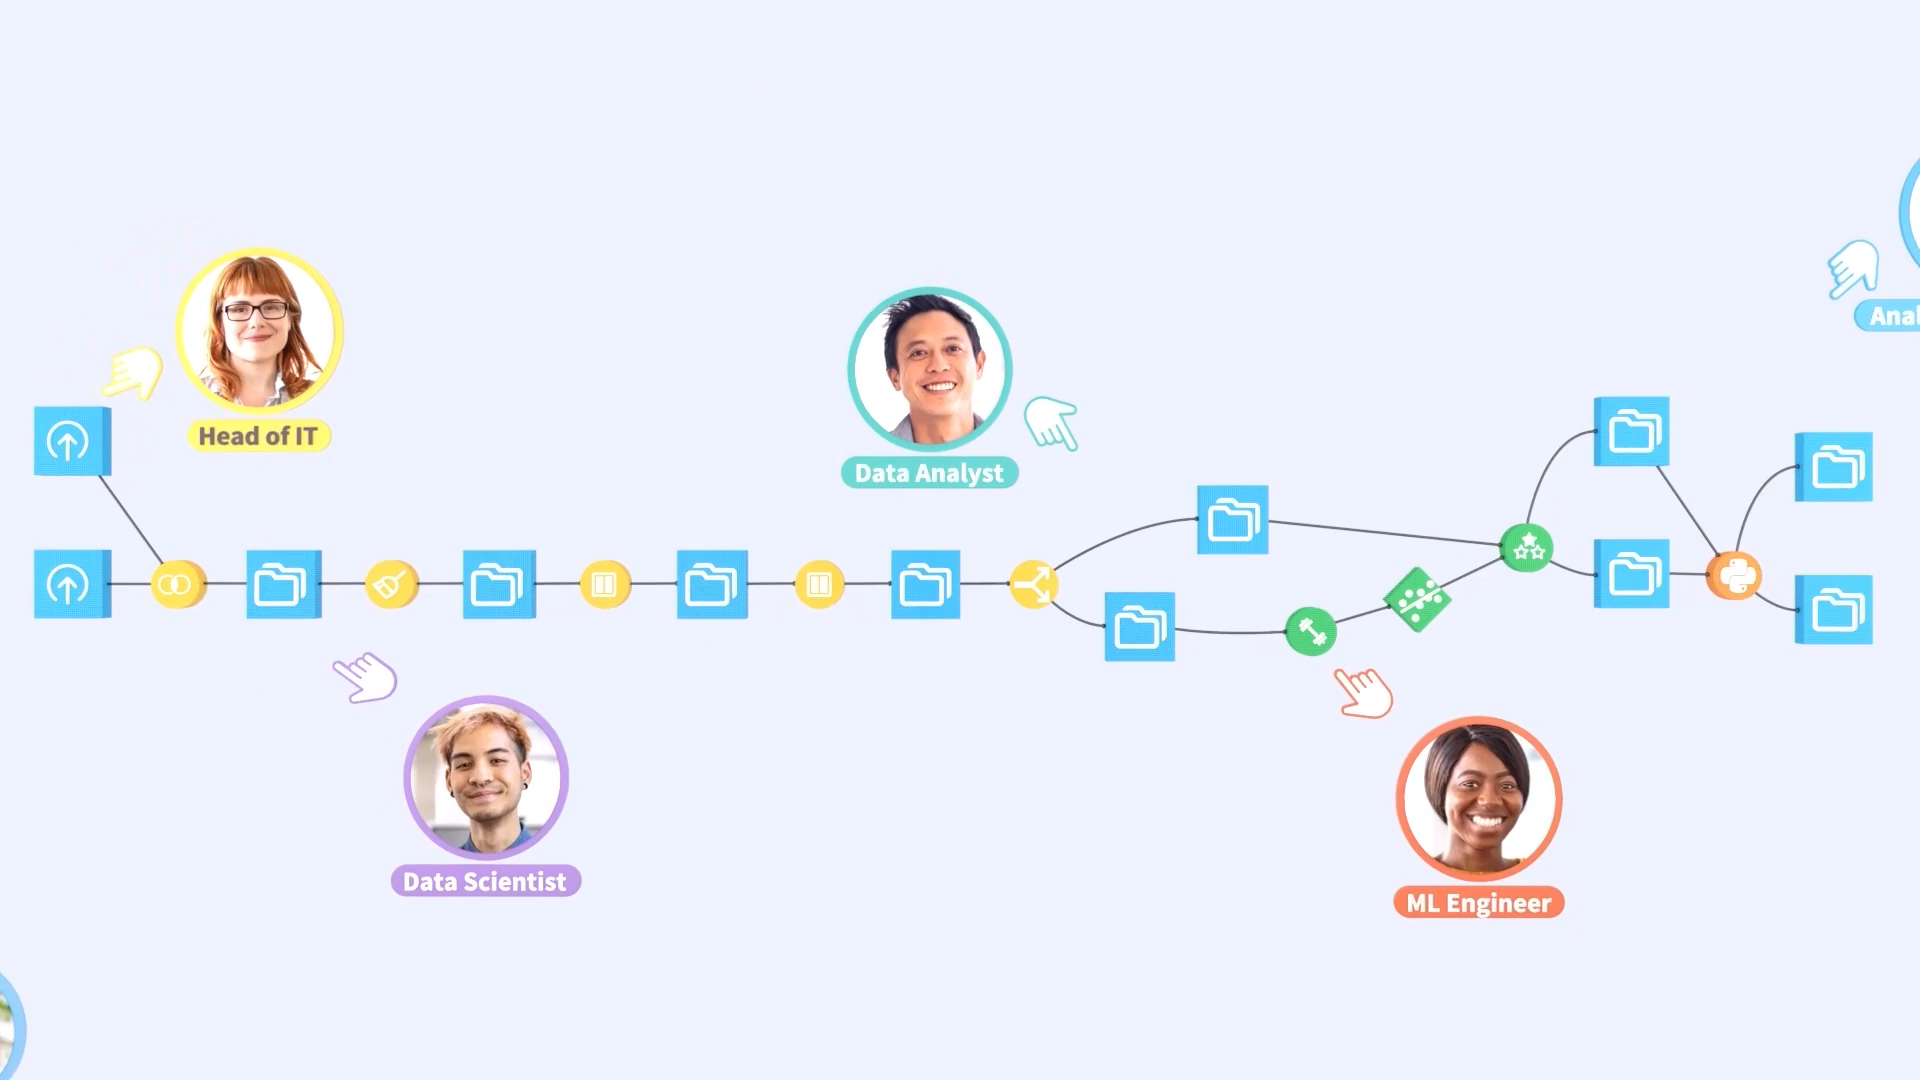 Head of IT
Data Analyst
Data Scientist
ML Engineer